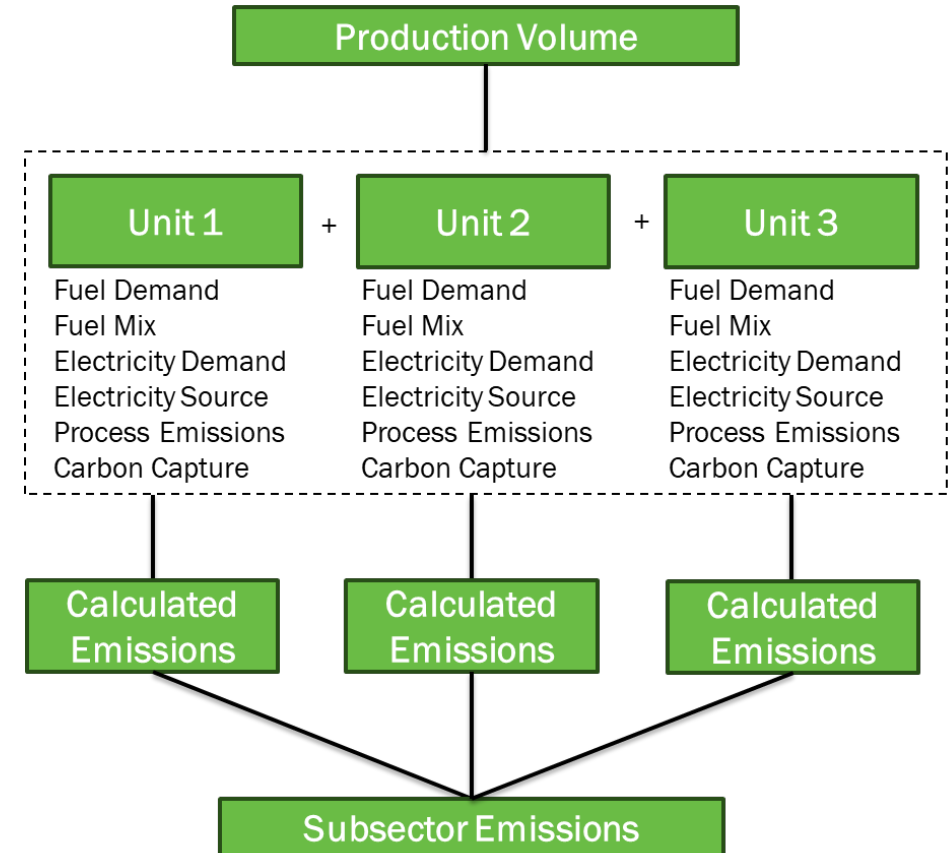 Production Volume
Unit 1 + Unit 2 + Unit 3
Fuel Demand Fuel Demand Fuel Demand
Fuel Mix Fuel Mix Fuel Mix
Electricity Demand Electricity Demand Electricity Demand
Electricity Source Electricity Source Electricity Source
Process Emissions Process Emissions Process Emissions
Carbon Capture Carbon Capture Carbon Capture
Calculated Calculated Calculated
Emissions Emissions Emissions
Subsector Emissions